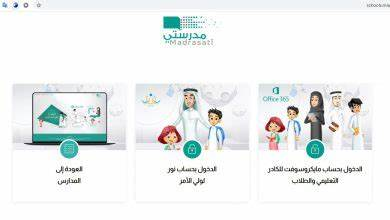 مدرستي
Madrasati
Office 365
الدخول بحساب مايكروسوفت للكادر
التعليمي والطلاب
الدخول بحساب نور
لولي الأمر
العودة إلى
المدارس